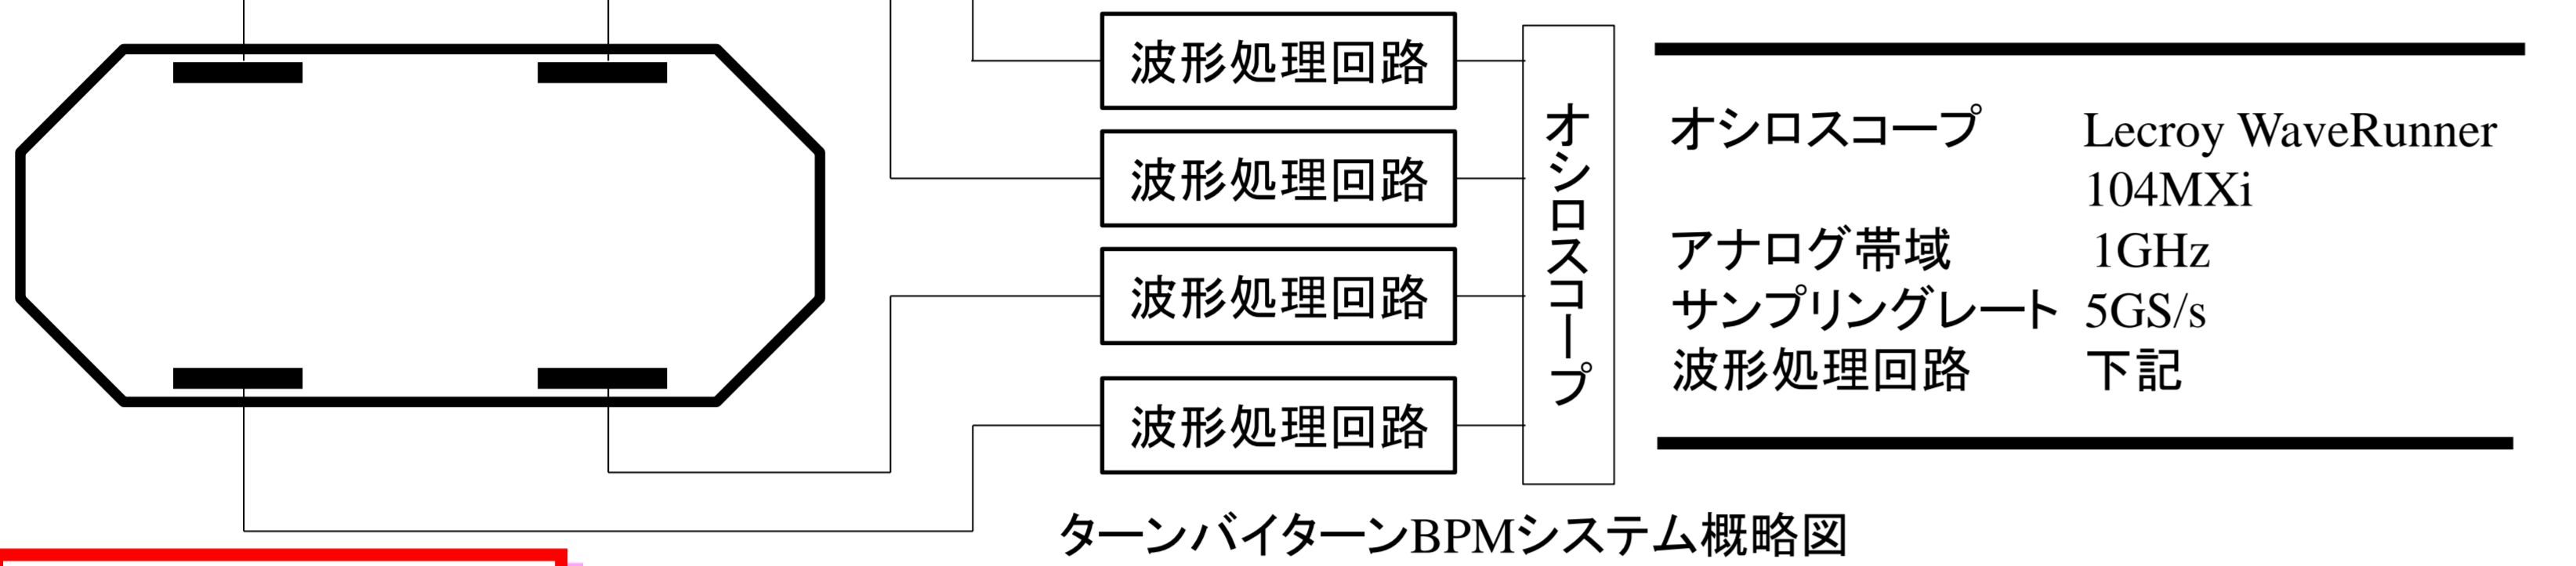 波形処理回路
波形処理回路
波形処理回路
波形処理回路
オシロスコープ
オシロスコープ Lecroy WaveRunner
104MXi
アナログ帯域 1GHz
サンプリングレート 5GS/s
波形処理回路 下記
ターンバイターンBPMシステム概略図